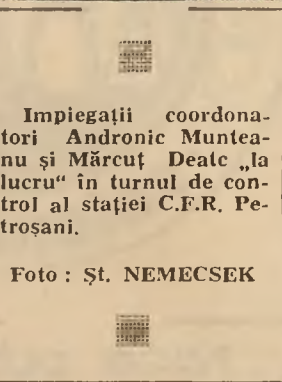 Impiegații coordona-
tori Andronic Muntea-
nu și Mărcuț Deatc „la
lucru“ în turnul de con-
trol al stației C.F.R. Pe-
troșani.
Foto : Șt. NEMECSEK